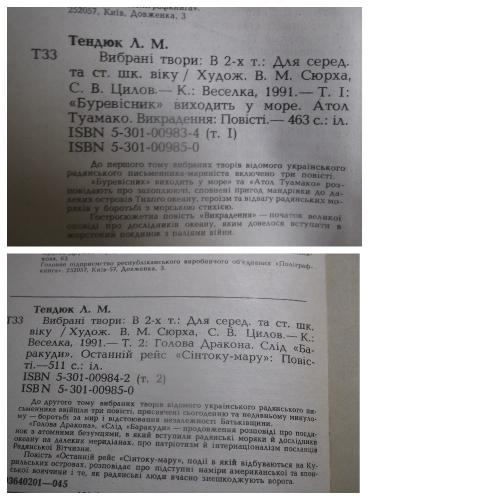 252057, Київ, Довженка, 3
Тендюк Л. М.
Т33 Вибрані твори: В 2-х т.: Для серед.
та ст. шк. віку / Худож. В. М. Сюрха,
С. В. Цилов.— К.: Веселка, 1991.— Т. І:
«Буревісник» виходить у море. Атол
Туамако. Викрадення: Повісті.— 463 с.: іл.
ISBN 5-301-00983-4 (т. І)
ISBN 5-301-00985-0
До першого тому вибраних творів відомого українського
радянського письменника-мариніста включено три повісті.
«Буревісник» виходить у море» та «Атол Туамако» роз-
повідають про захоплюючі, сповнені пригод мандрівки до да-
леких островів Тихого океану, героїзм та відвагу радянських мо-
ряків у боротьбі з морською стихією.
Гостросюжетна повість «Викрадення» — початок великої
оповіді про дослідників океану, яким довелося вступити в
жорстокий поєдинок з паліями війни.
Головне підприємство республіканського виробничого об'єднання «Поліграф-
книга». 252057, Київ-57, Довженка, 3.
Тендюк Л. М.
Т33 Вибрані твори: В 2-х т.: Для серед. та ст. шк.
віку / Худож. В. М. Сюрха, С. В. Цилов.— К.:
Веселка, 1991.— Т. 2: Голова Дракона. Слід «Ба-
ракуди». Останній рейс «Сінтоку-мару»: Повіс-
ті.—511 с.: іл.
ISBN 5-301-00984-2 (т. 2)
ISBN 5-301-00985-0
До другого тому вибраних творів відомого українського радянського пи-
сьменника ввійшли три повісті, присвячені сьогоденню та недавньому минуло-
му — боротьбі за мир і відстоювання незалежності Батьківщини.
«Голова Дракона», «Слід «Баракуди» — продовження розповіді про поєди-
нок з атомними безумцями, в який вступили радянські моряки й дослідники
океану на далеких меридіанах, про патріотизм й інтернаціоналізм посланців
Радянської Вітчизни.
Повість «Останній рейс «Сінтоку-мару», події в якій відбуваються на Ку-
рильських островах, розповідає про підступні наміри американської та япон-
ської вояччини і те, як радянські люди вчасно знешкоджують ворога.
03640201—045